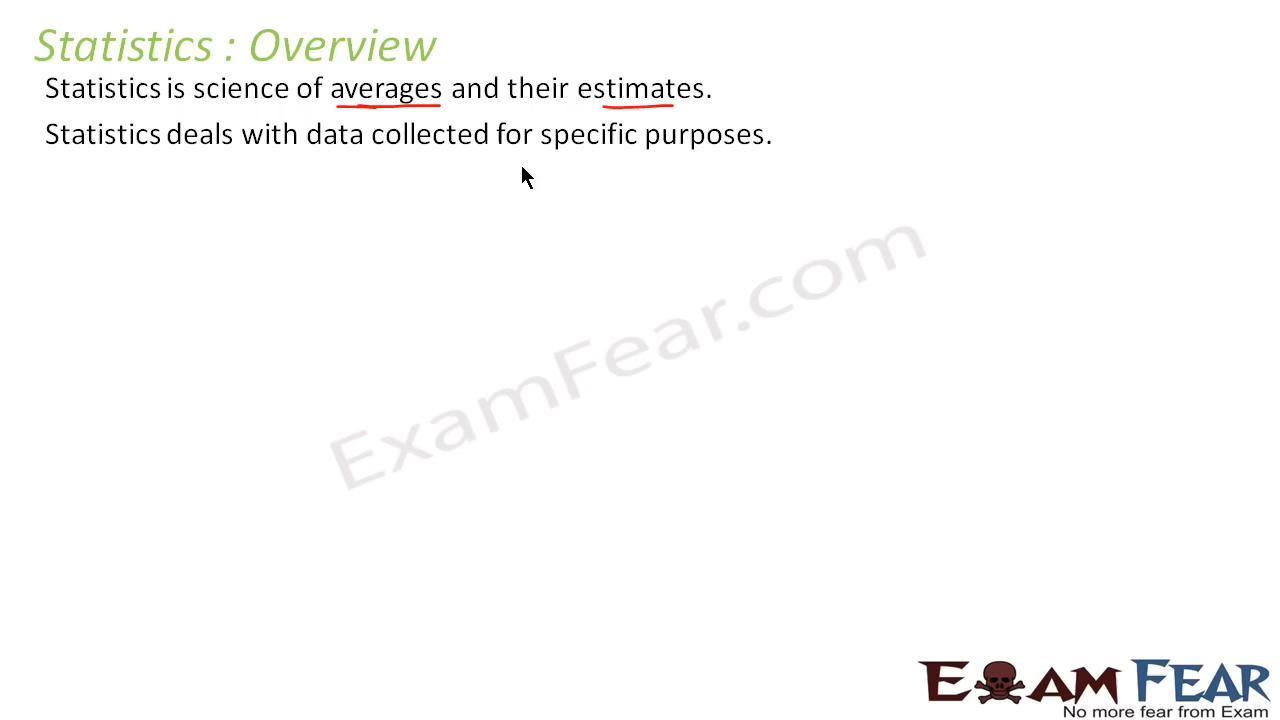 Statistics : Overview
Statistics is science of averages and their estimates.
Statistics deals with data collected for specific purposes.
ExamFear.com
EXAM FEAR
No more fear from Exam